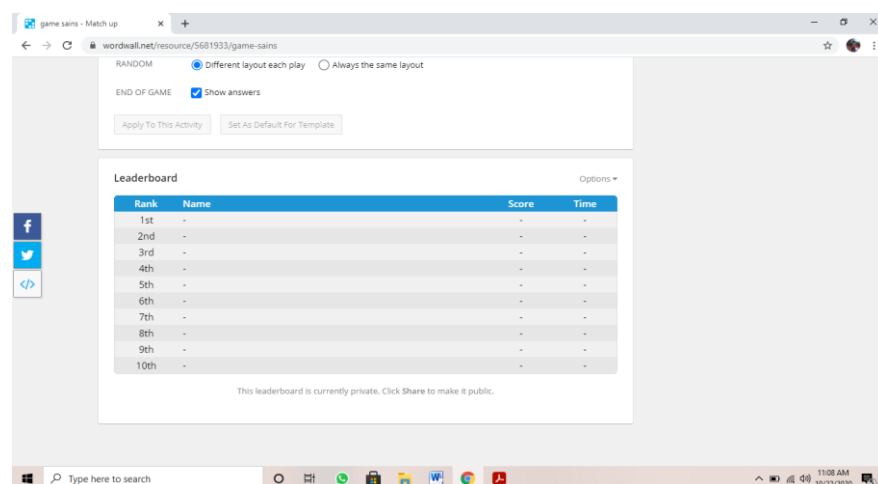 game sains - Match up
wordwall.net/resource/5681933/game-sains
RANDOM Different layout each play Always the same layout
END OF GAME Show answers
Apply To This Activity Set As Default For Template
Leaderboard Options
Rank Name Score Time
1st - - -
2nd - - -
3rd - - -
4th - - -
5th - - -
6th - - -
7th - - -
8th - - -
9th - - -
10th - - -
This leaderboard is currently private. Click Share to make it public.
Type here to search
11:08 AM